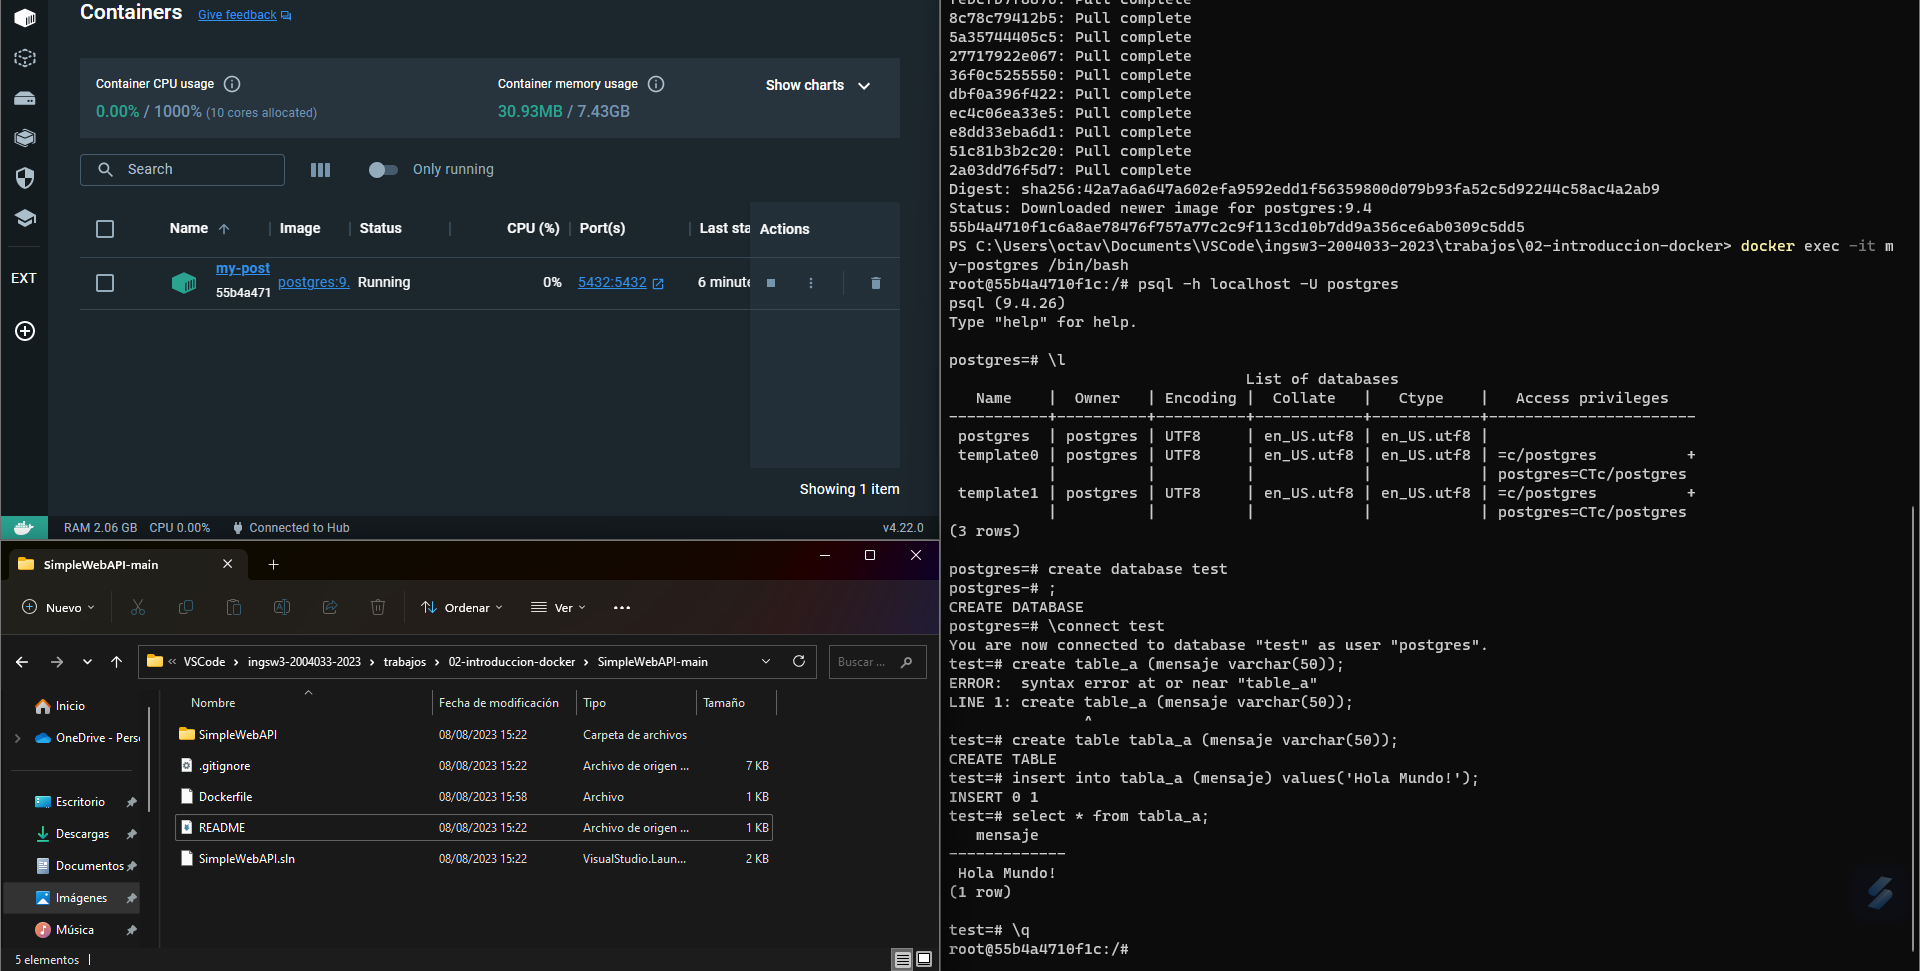 Containers Give feedback
Container CPU usage
0.00% / 1000% (10 cores allocated)
Container memory usage
30.93MB / 7.43GB
Show charts
Search
Only running
Name Image Status CPU (%) Port(s) Last sta Actions
my-post
55b4a471
postgres:9. Running 0% 5432:5432 6 minute
EXT
Showing 1 item
RAM 2.06 GB CPU 0.00% Connected to Hub v4.22.0
SimpleWebAPI-main
Nuevo Ordenar Ver
« VSCode > ingsw3-2004033-2023 > trabajos > 02-introduccion-docker > SimpleWebAPI-main
Buscar ...
Inicio
OneDrive - Pers
Escritorio
Descargas
Documentos
Imágenes
Música
Nombre Fecha de modificación Tipo Tamaño
SimpleWebAPI 08/08/2023 15:22 Carpeta de archivos
.gitignore 08/08/2023 15:22 Archivo de origen ... 7 KB
Dockerfile 08/08/2023 15:58 Archivo 1 KB
README 08/08/2023 15:22 Archivo de origen ... 1 KB
SimpleWebAPI.sln 08/08/2023 15:22 VisualStudio.Laun... 2 KB
5 elementos
8c78c79412b5: Pull complete
5a35744405c5: Pull complete
27717922e067: Pull complete
36f0c5255550: Pull complete
dbf0a396f422: Pull complete
ec4c06ea33e5: Pull complete
e8dd33eba6d1: Pull complete
51c81b3b2c20: Pull complete
2a03dd76f5d7: Pull complete
Digest: sha256:42a7a6a647a602efa9592edd1f56359800d079b93fa52c5d92244c58ac4a2ab9
Status: Downloaded newer image for postgres:9.4
55b4a4710f1c6a8ae78476f757a77c2c9f113cd10b7dd9a356ce6ab0309c5dd5
PS C:\Users\octav\Documents\VSCode\ingsw3-2004033-2023\trabajos\02-introduccion-docker> docker exec -it m
y-postgres /bin/bash
root@55b4a4710f1c:/# psql -h localhost -U postgres
psql (9.4.26)
Type "help" for help.
postgres=# \l
List of databases
Name | Owner | Encoding | Collate | Ctype | Access privileges
-----------+----------+----------+------------+------------+-----------------------
postgres | postgres | UTF8 | en_US.utf8 | en_US.utf8 |
template0 | postgres | UTF8 | en_US.utf8 | en_US.utf8 | =c/postgres +
| | | | | postgres=CTc/postgres
template1 | postgres | UTF8 | en_US.utf8 | en_US.utf8 | =c/postgres +
| | | | | postgres=CTc/postgres
(3 rows)
postgres=# create database test
postgres-# ;
CREATE DATABASE
postgres=# \connect test
You are now connected to database "test" as user "postgres".
test=# create table_a (mensaje varchar(50));
ERROR:  syntax error at or near "table_a"
LINE 1: create table_a (mensaje varchar(50));
^
test=# create table tabla_a (mensaje varchar(50));
CREATE TABLE
test=# insert into tabla_a (mensaje) values('Hola Mundo!');
INSERT 0 1
test=# select * from tabla_a;
mensaje
-------------
Hola Mundo!
(1 row)
test=# \q
root@55b4a4710f1c:/#